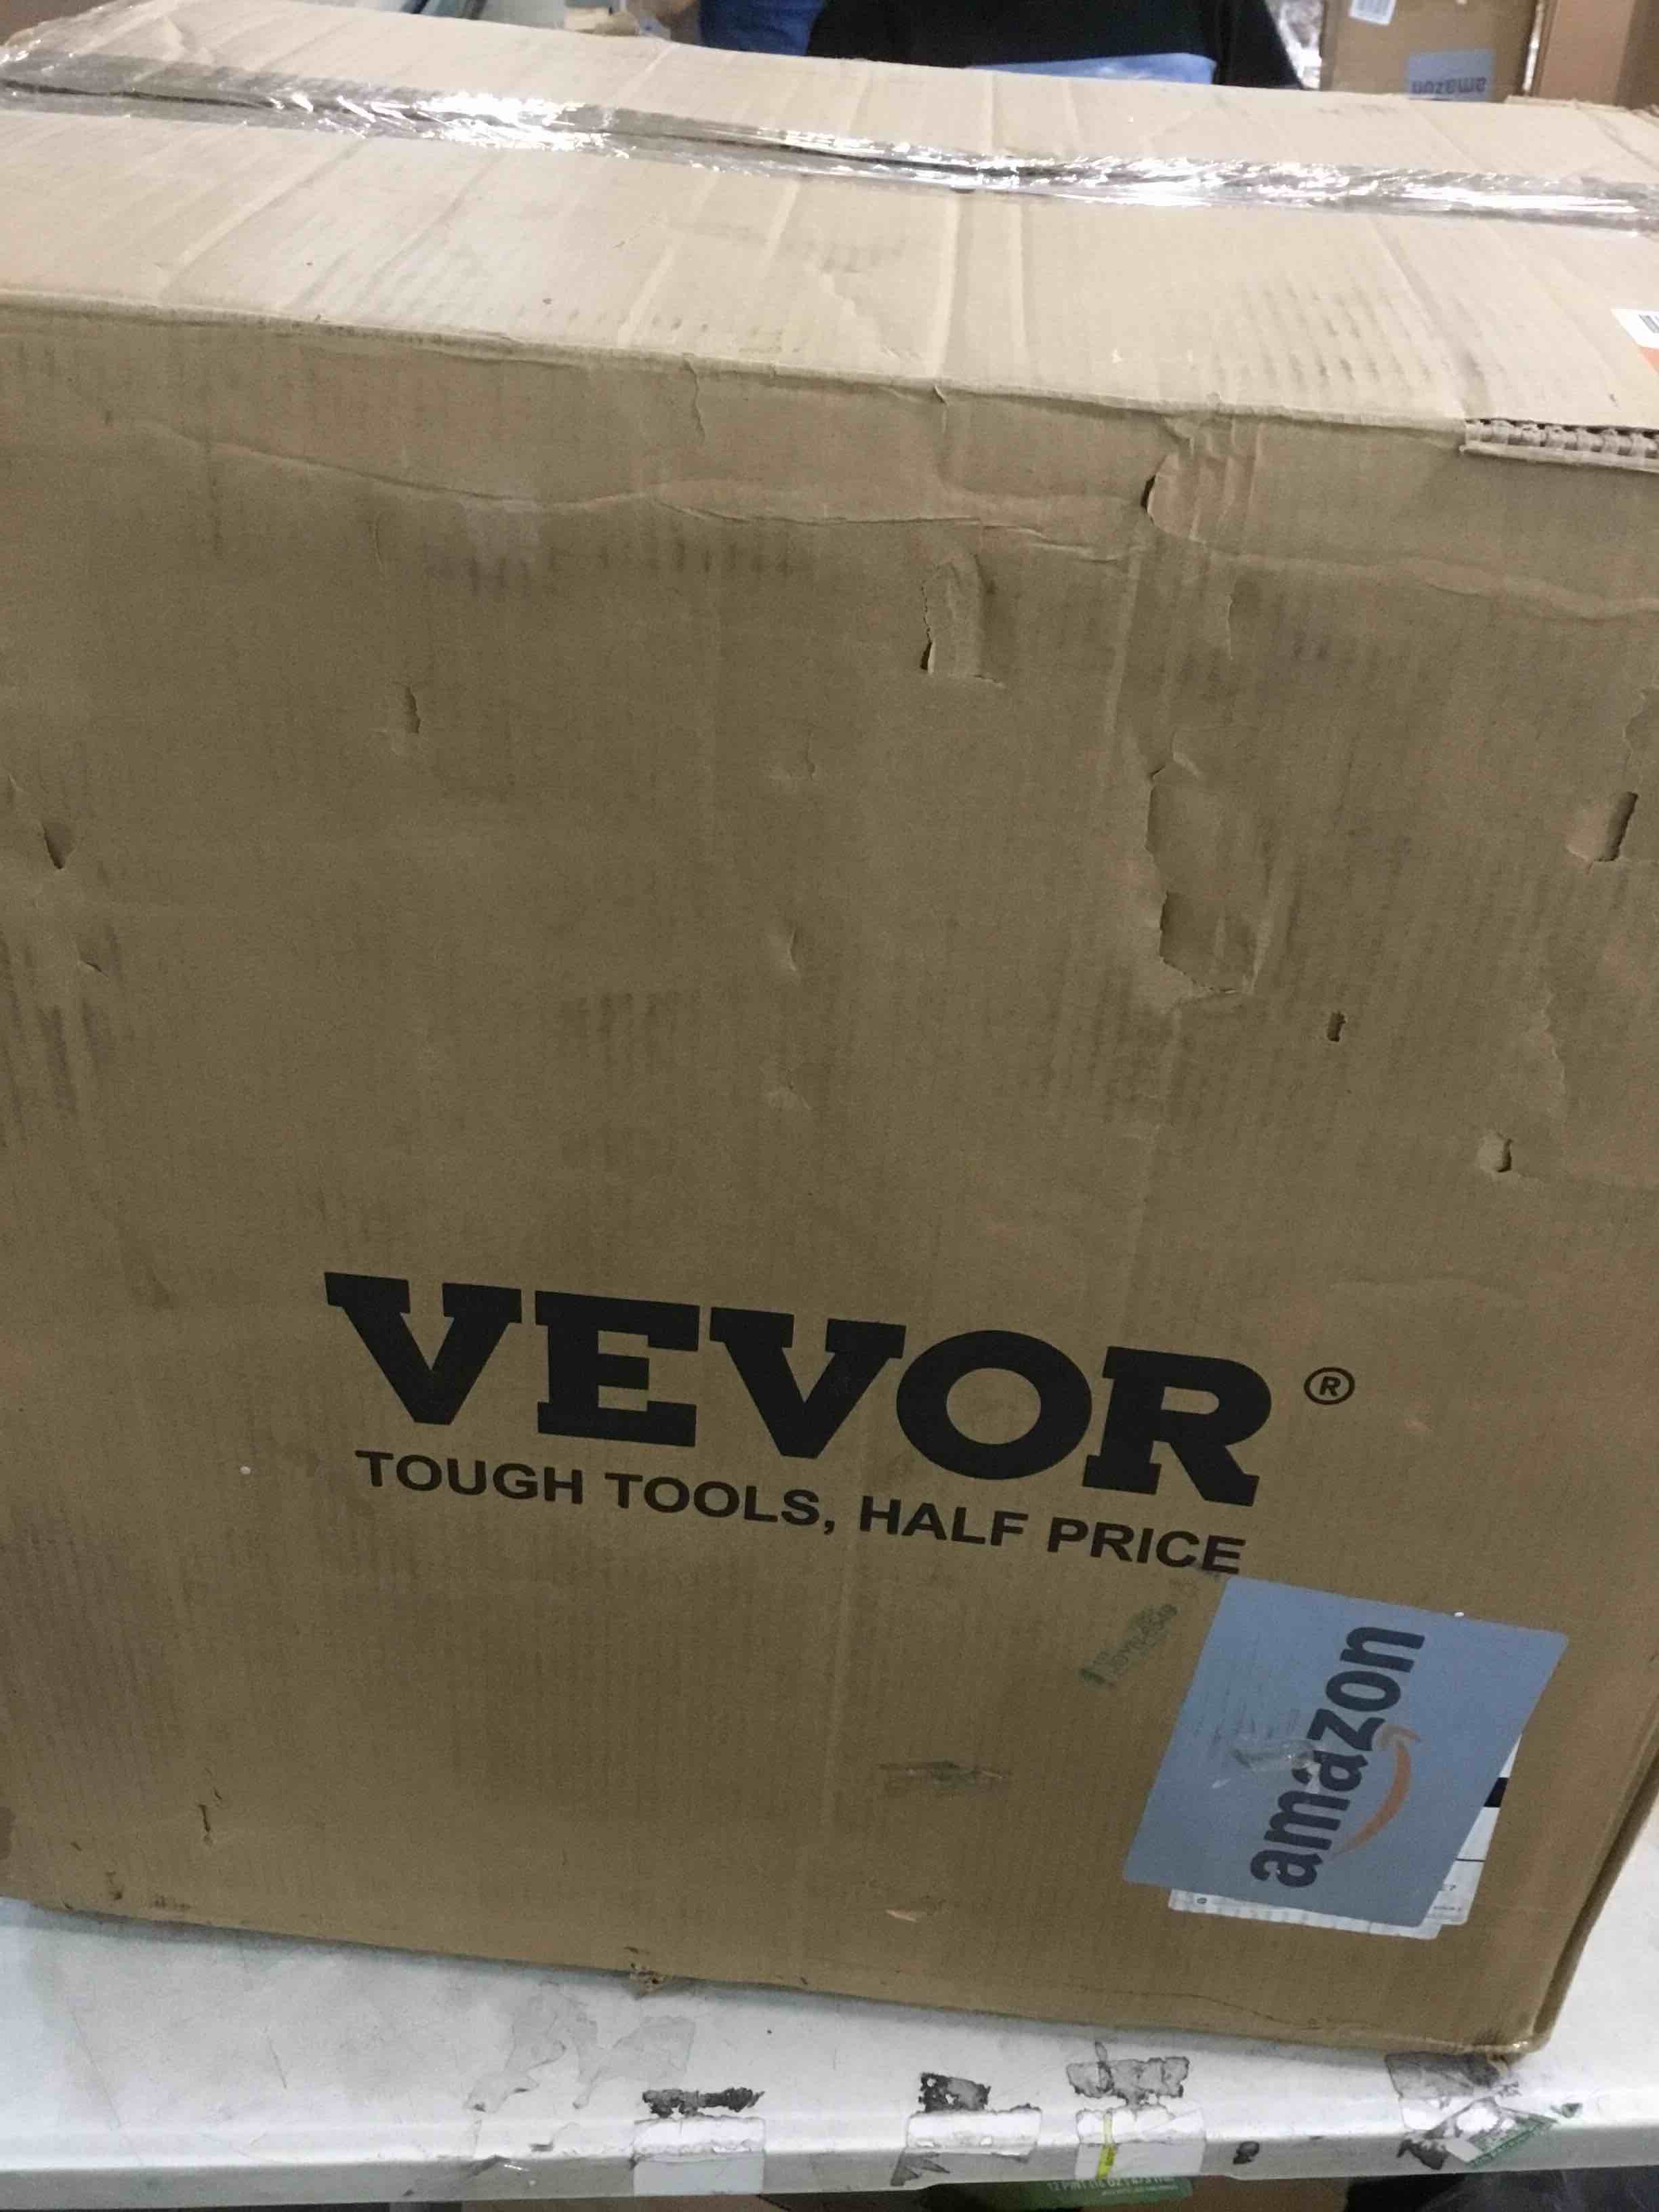 amazon
VEVOR®
TOUGH TOOLS, HALF PRICE
amazon